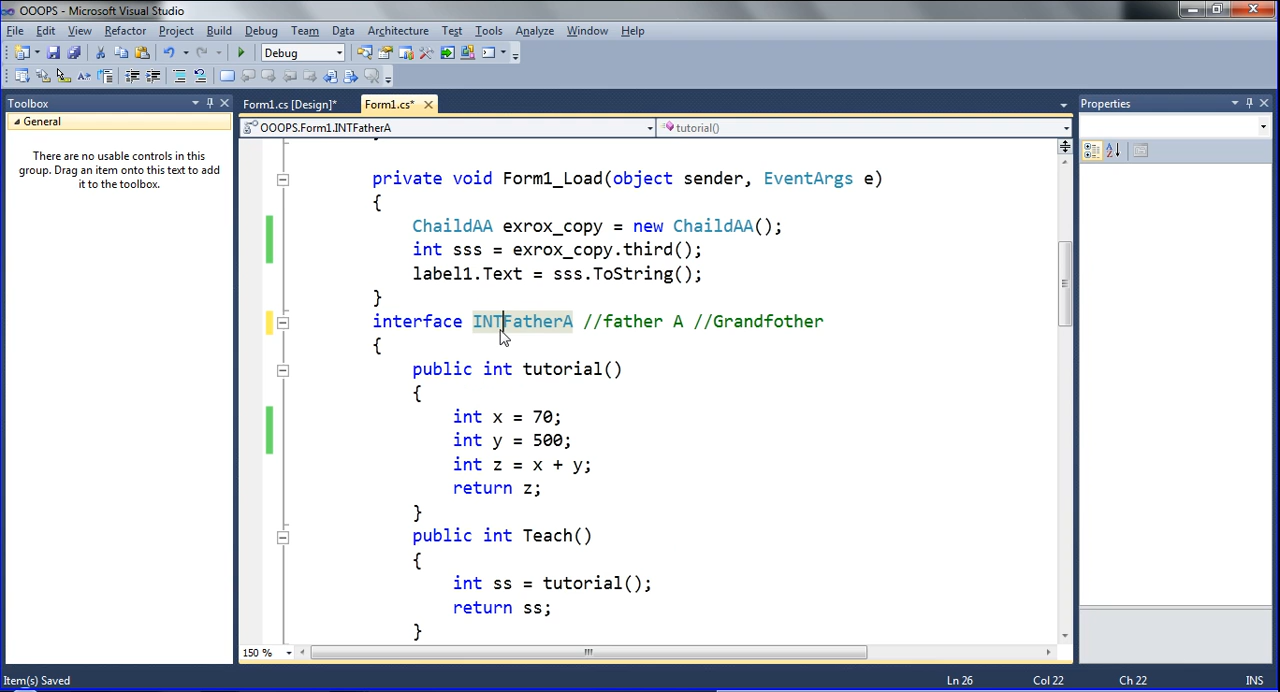 OOOPS - Microsoft Visual Studio
File Edit View Refactor Project Build Debug Team Data Architecture Test Tools Analyze Window Help
Debug
Toolbox
Form1.cs [Design]*
Form1.cs*
Properties
General
OOOPS.Form1.INTFatherA
tutorial()
There are no usable controls in this
group. Drag an item onto this text to add
it to the toolbox.
private void Form1_Load(object sender, EventArgs e)
{
ChaildAA exrox_copy = new ChaildAA();
int sss = exrox_copy.third();
label1.Text = sss.ToString();
}
interface INTFatherA //father A //Grandfother
{
public int tutorial()
{
int x = 70;
int y = 500;
int z = x + y;
return z;
}
public int Teach()
{
int ss = tutorial();
return ss;
}
150 %
Item(s) Saved
Ln 26
Col 22
Ch 22
INS